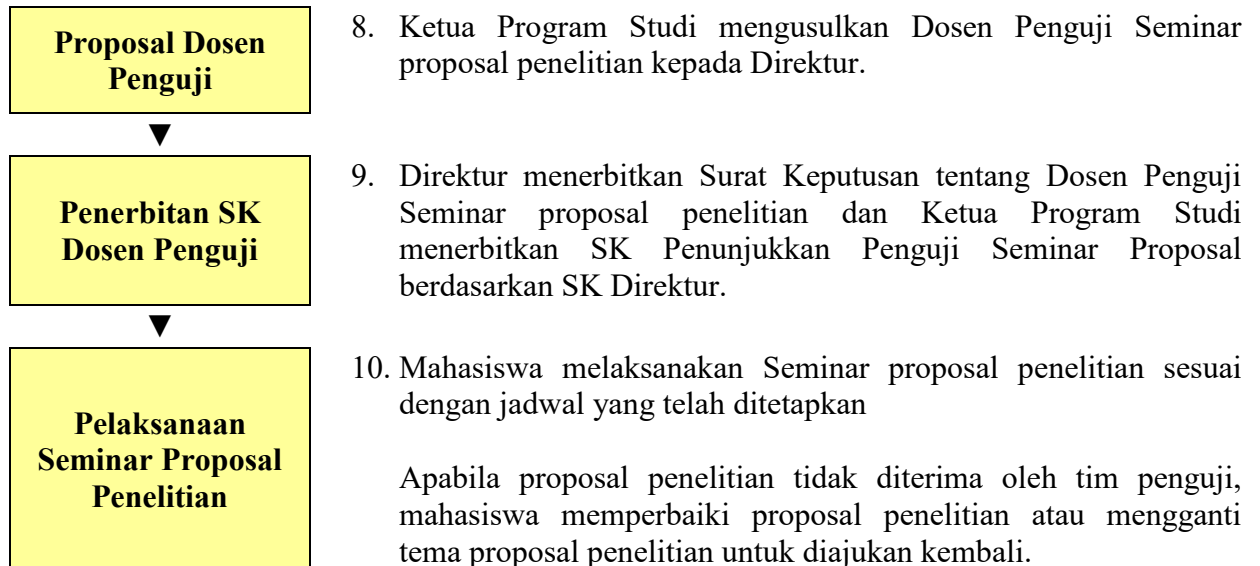 Proposal Dosen
Penguji
8. Ketua Program Studi mengusulkan Dosen Penguji Seminar
proposal penelitian kepada Direktur.
▼
Penerbitan SK
Dosen Penguji
9. Direktur menerbitkan Surat Keputusan tentang Dosen Penguji
Seminar proposal penelitian dan Ketua Program Studi
menerbitkan SK Penunjukkan Penguji Seminar Proposal
berdasarkan SK Direktur.
▼
Pelaksanaan
Seminar Proposal
Penelitian
10. Mahasiswa melaksanakan Seminar proposal penelitian sesuai
dengan jadwal yang telah ditetapkan
Apabila proposal penelitian tidak diterima oleh tim penguji,
mahasiswa memperbaiki proposal penelitian atau mengganti
tema proposal penelitian untuk diajukan kembali.